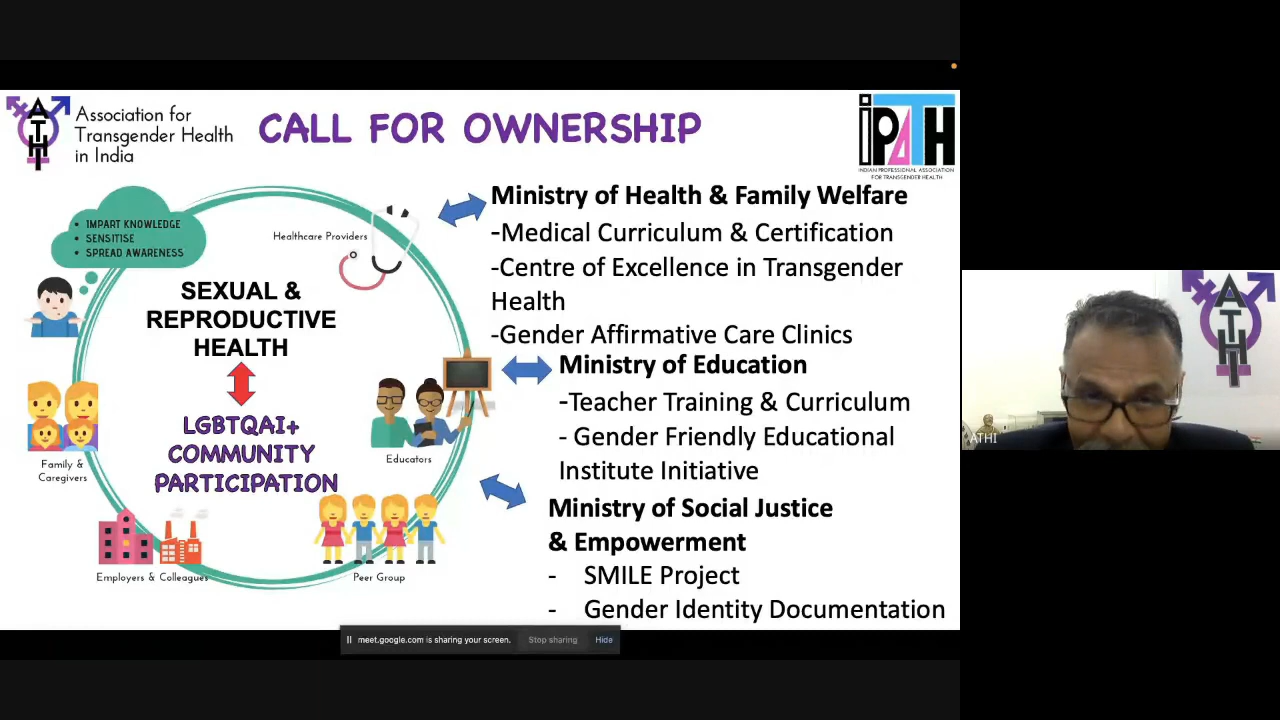 ATHI
Association for
Transgender Health
in India
CALL FOR OWNERSHIP
iPATH
INDIAN PROFESSIONAL ASSOCIATION
FOR TRANSGENDER HEALTH
• IMPART KNOWLEDGE
• SENSITISE
• SPREAD AWARENESS
Healthcare Providers
SEXUAL &
REPRODUCTIVE
HEALTH
LGBTQAI+
COMMUNITY
PARTICIPATION
Family &
Caregivers
Educators
Employers & Colleagues
Peer Group
Ministry of Health & Family Welfare
-Medical Curriculum & Certification
-Centre of Excellence in Transgender
Health
-Gender Affirmative Care Clinics
Ministry of Education
-Teacher Training & Curriculum
- Gender Friendly Educational
Institute Initiative
Ministry of Social Justice
& Empowerment
- SMILE Project
- Gender Identity Documentation
meet.google.com is sharing your screen.
Stop sharing
Hide
ATHI
ATHI